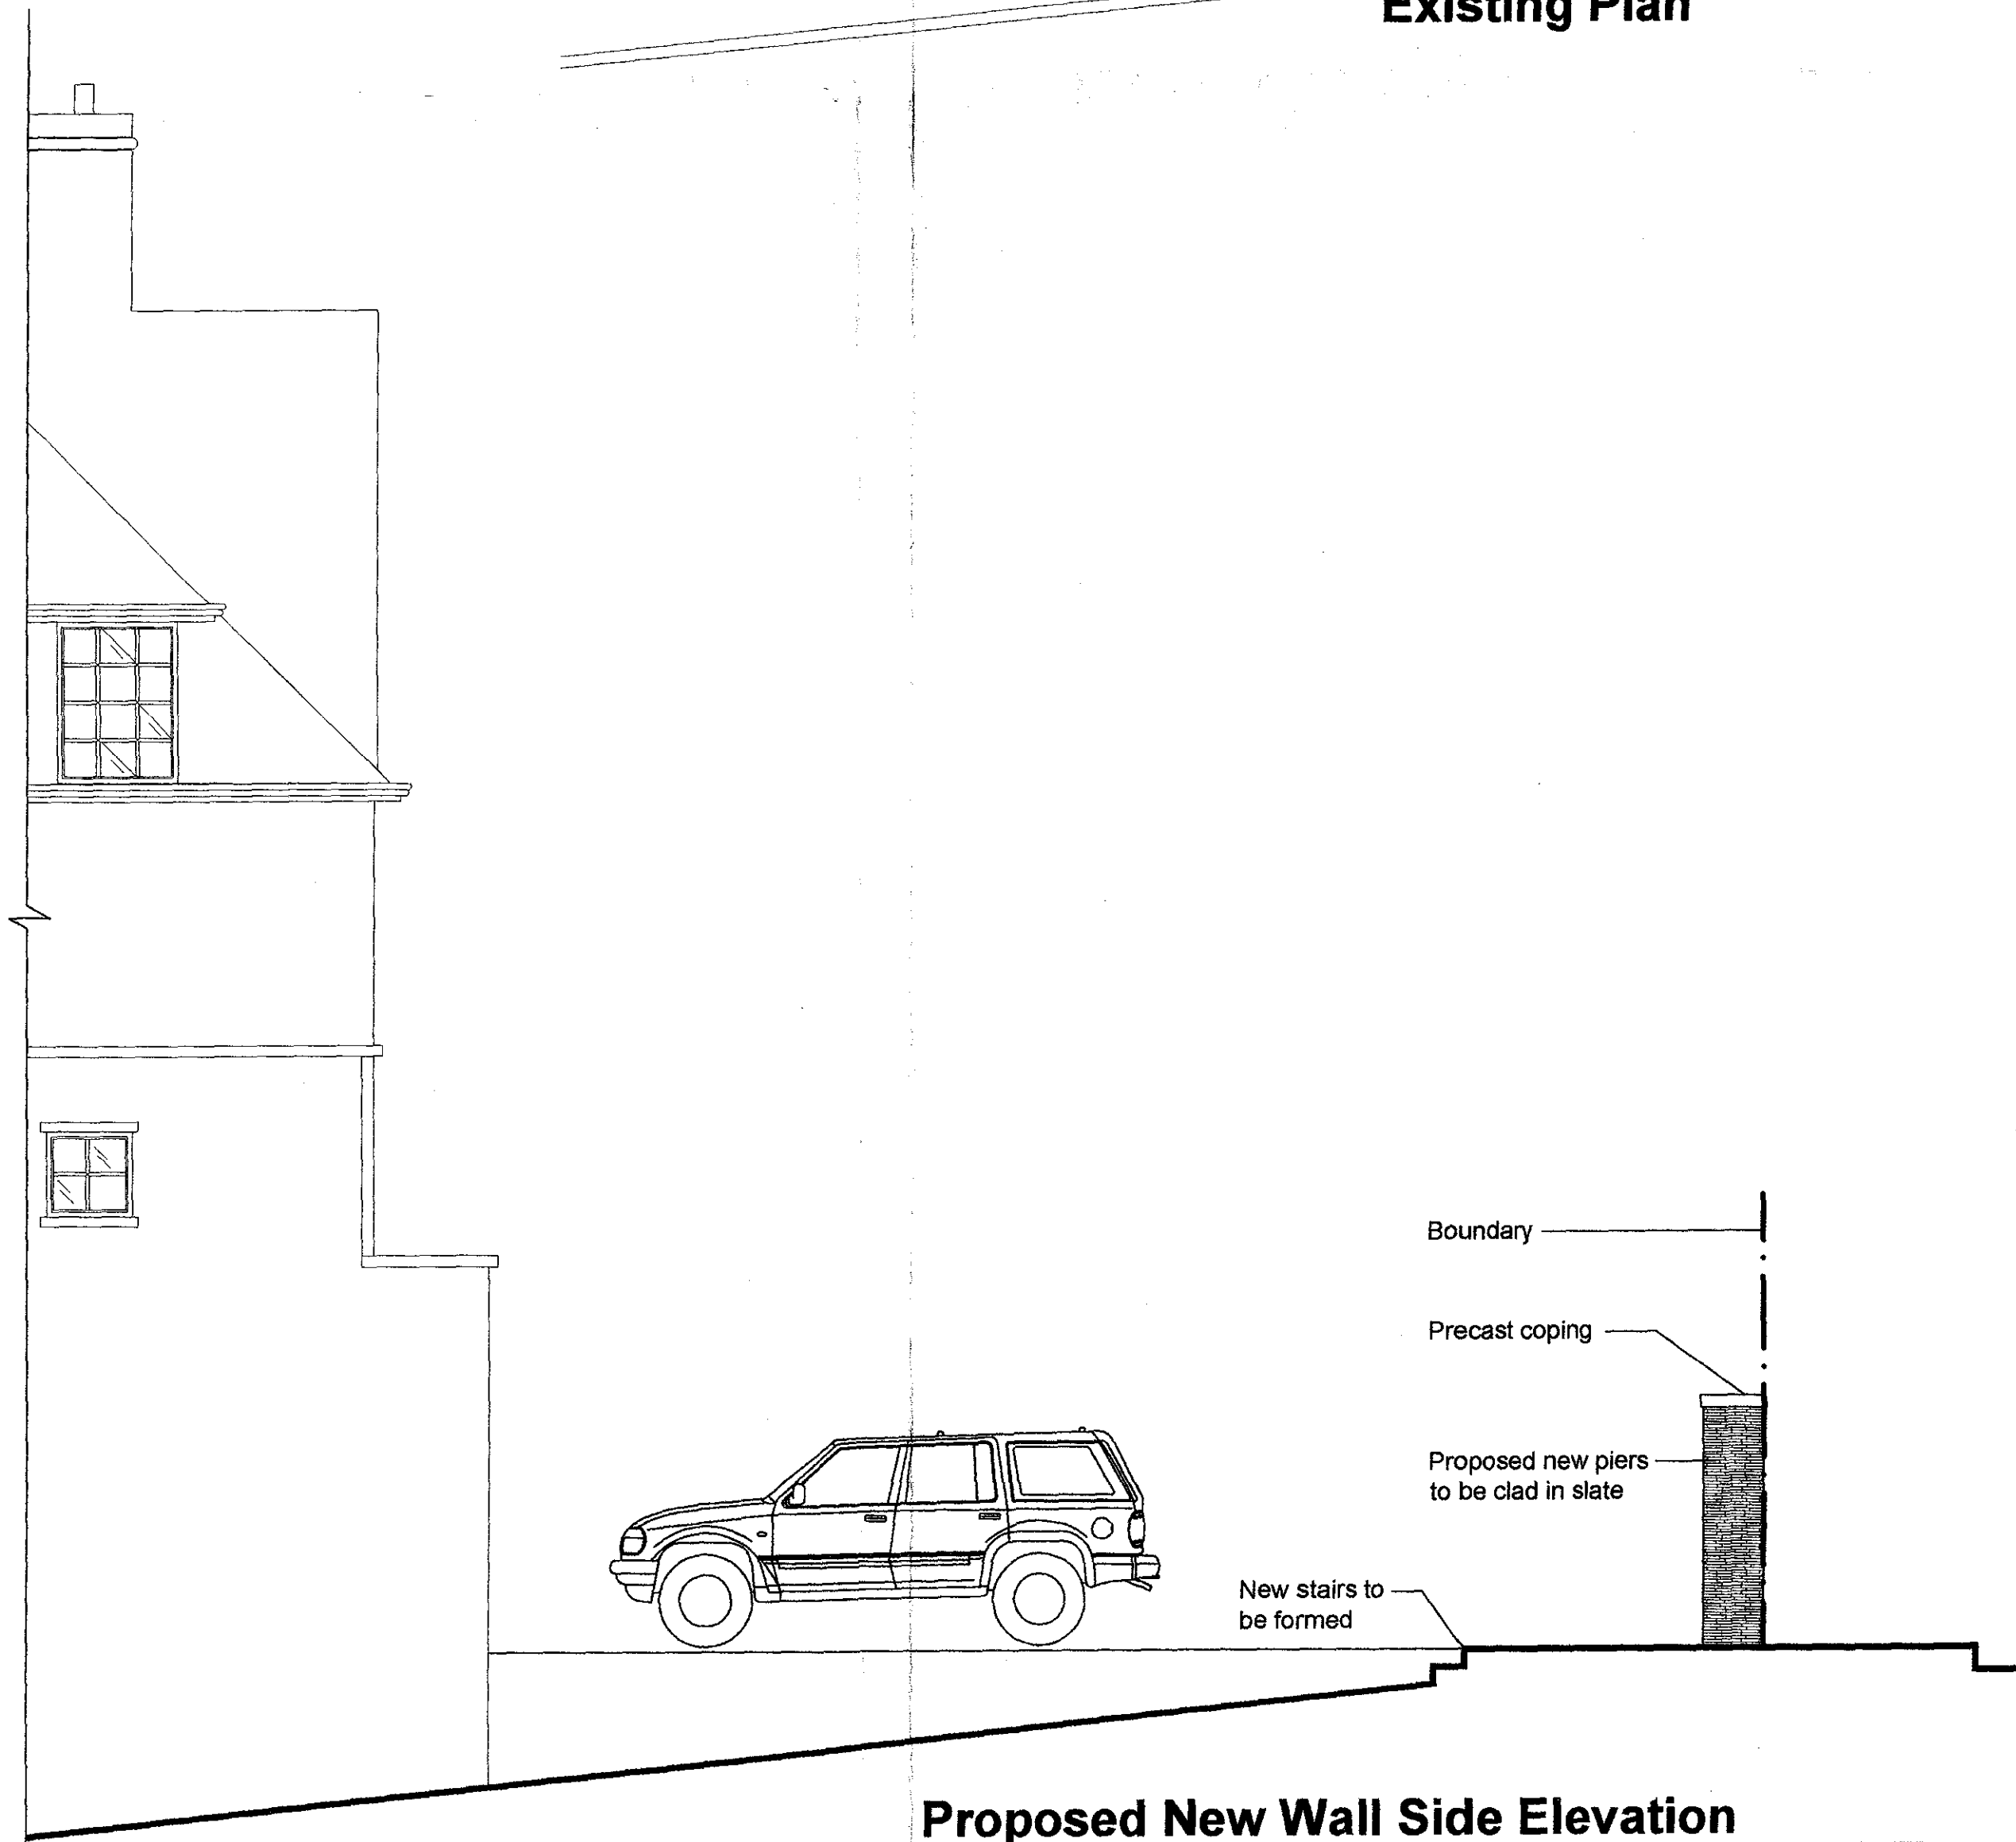 Existing Plan
Boundary
Precast coping
Proposed new piers
to be clad in slate
New stairs to
be formed
Proposed New Wall Side Elevation